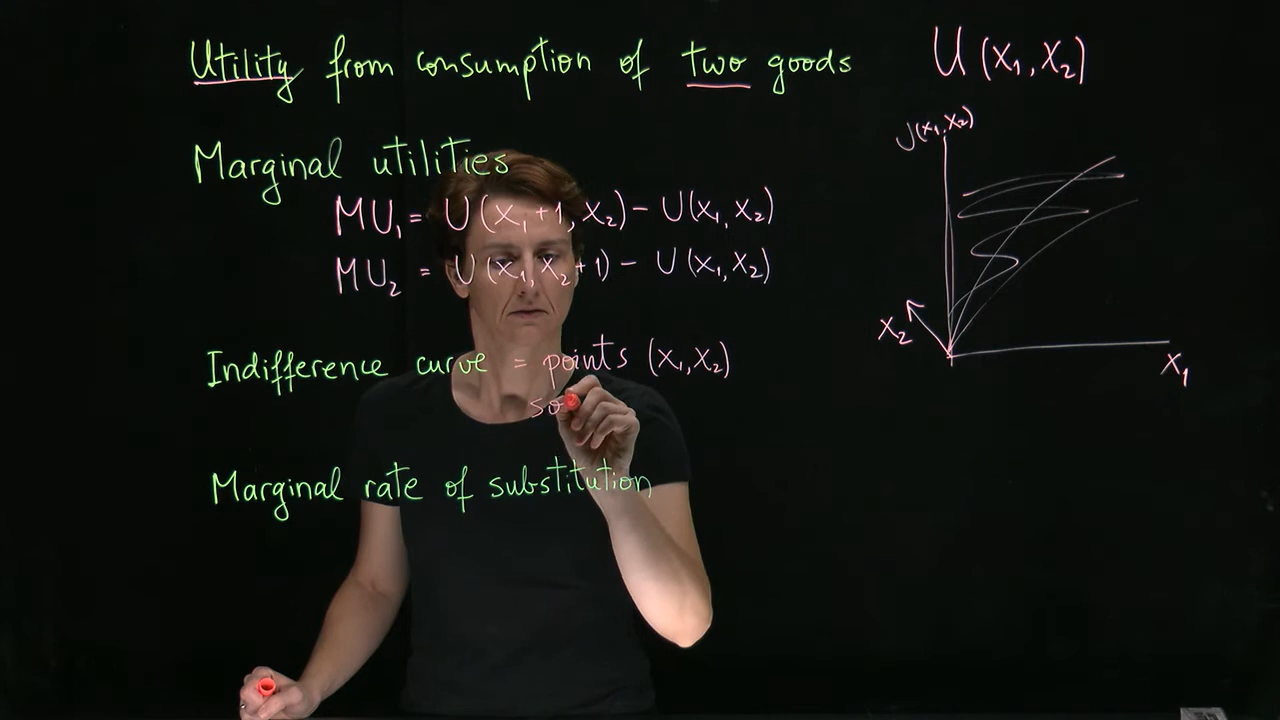 Utility from consumption of two goods
U(x₁, x₂)
Marginal utilities
MU₁ = U(x₁+1, x₂) - U(x₁, x₂)
MU₂ = U(x₁, x₂+1) - U(x₁, x₂)
Indifference curve = points (x₁, x₂)
so
Marginal rate of substitution
U(x₁, x₂)
x₂
x₁